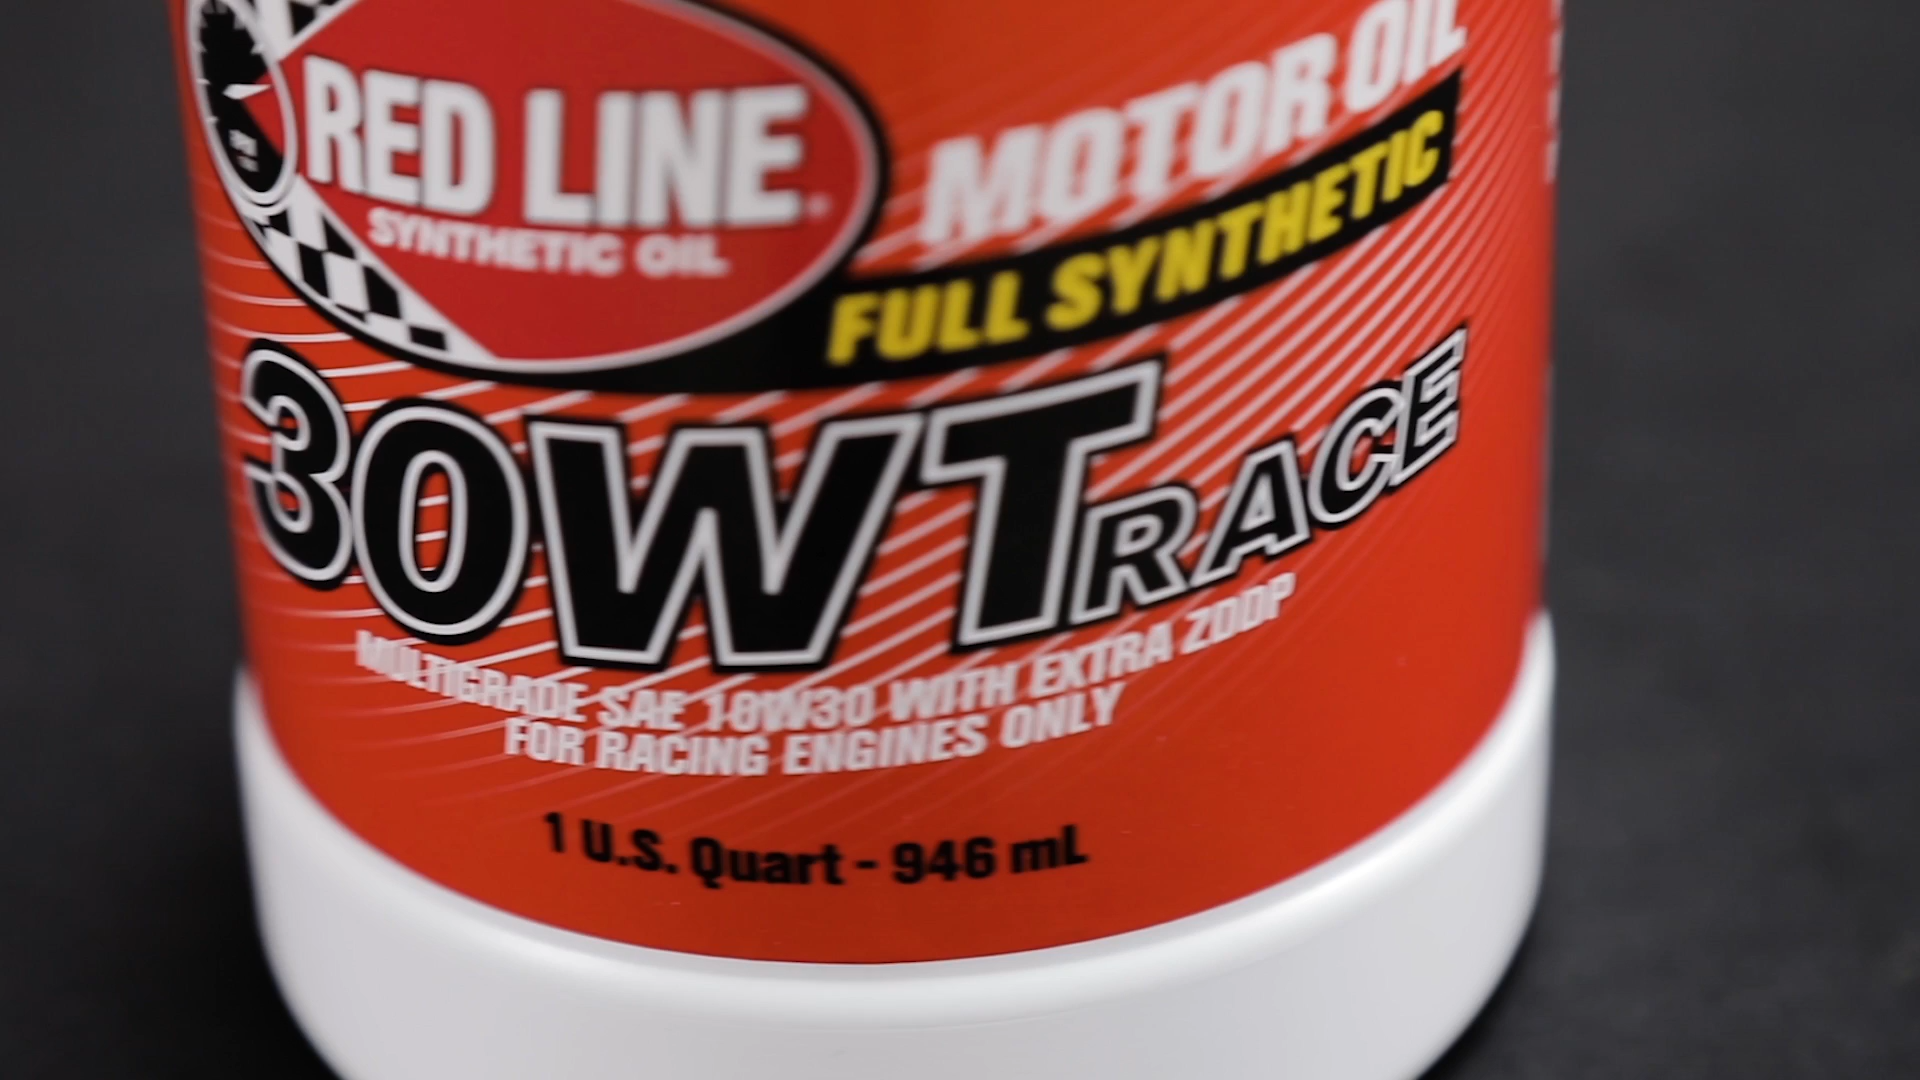 RED LINE
SYNTHETIC OIL
MOTOR OIL
FULL SYNTHETIC
30WT RACE
MULTIGRADE SAE 10W30 WITH EXTRA ZDDP
FOR RACING ENGINES ONLY
1 U.S. Quart - 946 mL